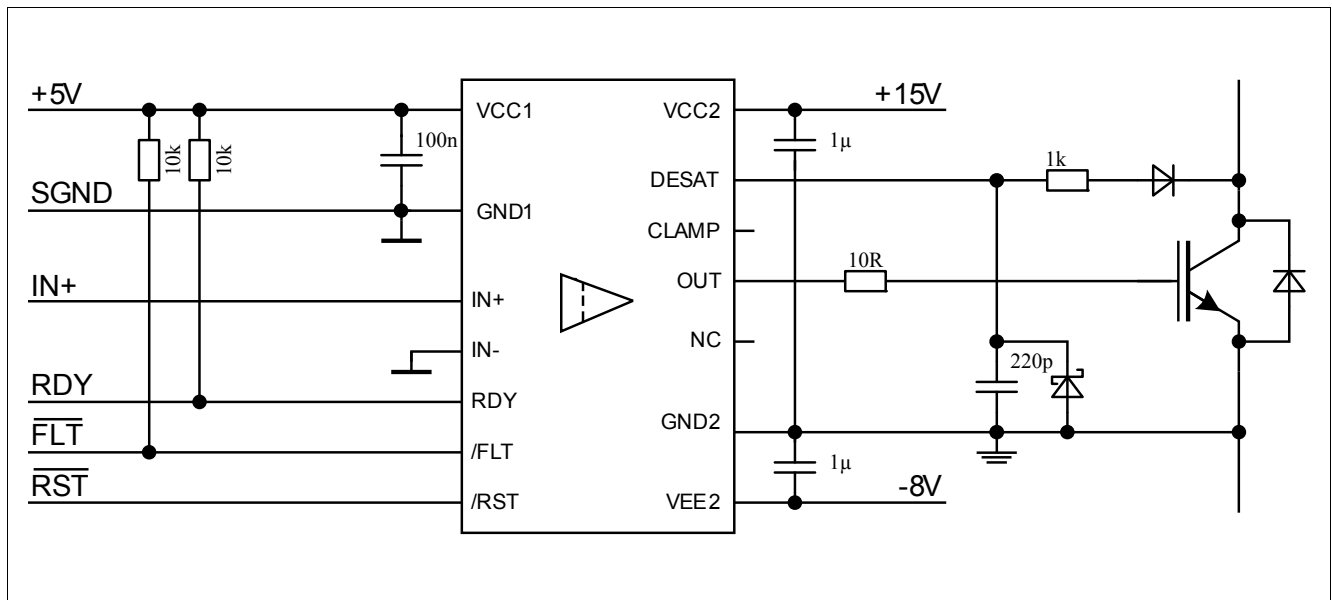 +5V
VCC1
VCC2
+15V
10k
10k
100n
1µ
1k
SGND
GND1
DESAT
CLAMP
10R
IN+
IN+
OUT
IN-
NC
220p
RDY
RDY
GND2
FLT
/FLT
1µ
RST
/RST
VEE2
-8V